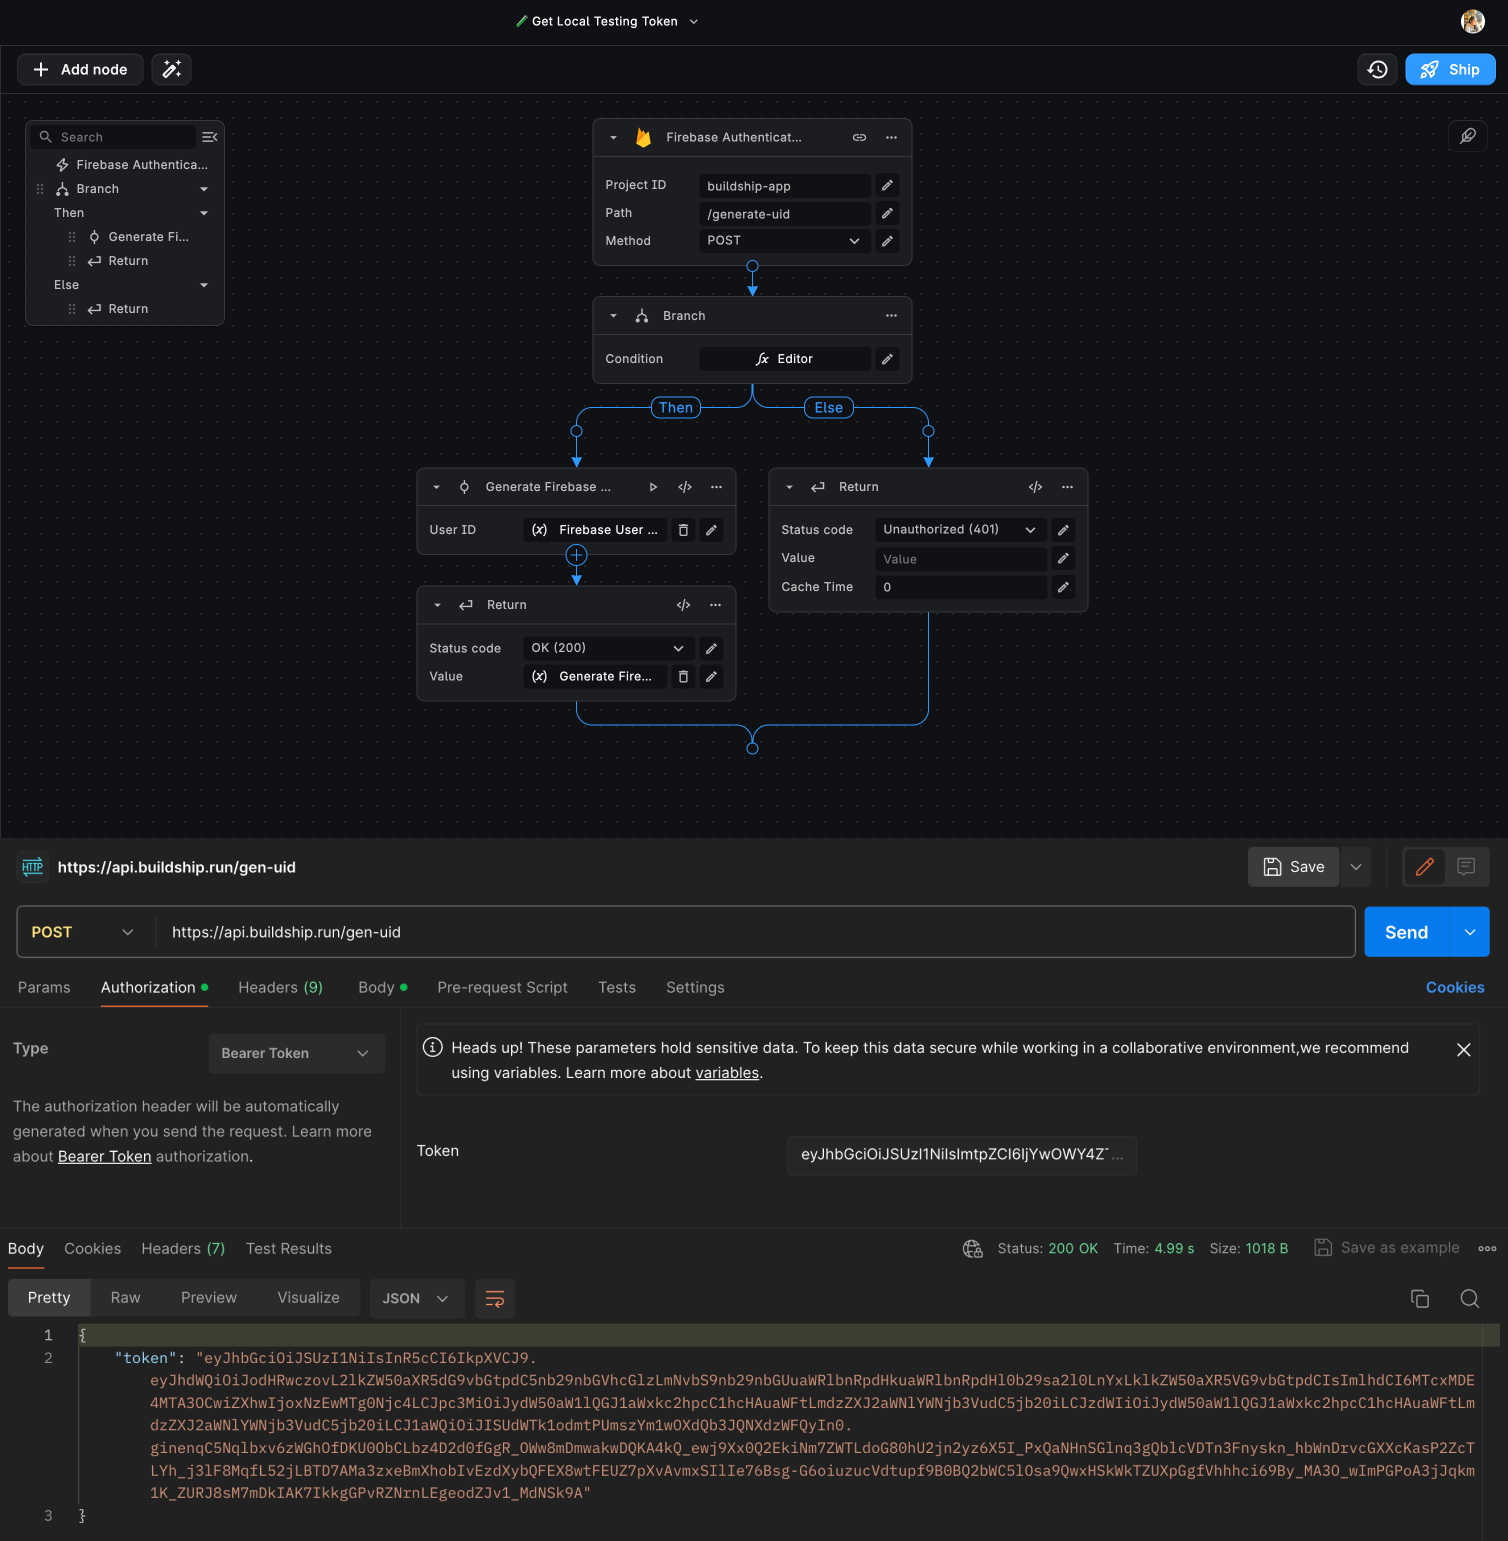 Get Local Testing Token
Add node
Ship
Search
Firebase Authentica...
Branch
Then
Generate Fi...
Return
Else
Return
Firebase Authenticat...
Project ID
buildship-app
Path
/generate-uid
Method
POST
Branch
Condition
fx Editor
Then
Else
Generate Firebase ...
User ID
(x) Firebase User ...
Return
Status code
Unauthorized (401)
Value
Value
Cache Time
0
Return
Status code
OK (200)
Value
(x) Generate Fire...
HTTP
https://api.buildship.run/gen-uid
Save
POST
https://api.buildship.run/gen-uid
Send
Params
Authorization
Headers (9)
Body
Pre-request Script
Tests
Settings
Cookies
Type
Bearer Token
The authorization header will be automatically
generated when you send the request. Learn more
about Bearer Token authorization.
Heads up! These parameters hold sensitive data. To keep this data secure while working in a collaborative environment,we recommend
using variables. Learn more about variables.
Token
Body
Cookies
Headers (7)
Test Results
Status: 200 OK
Time: 4.99 s
Size: 1018 B
Save as example
Pretty
Raw
Preview
Visualize
JSON
1 {
2 "token": "eyJhbGciOiJSUzI1NiIsInR5cCI6IkpXVCJ9.
3 }